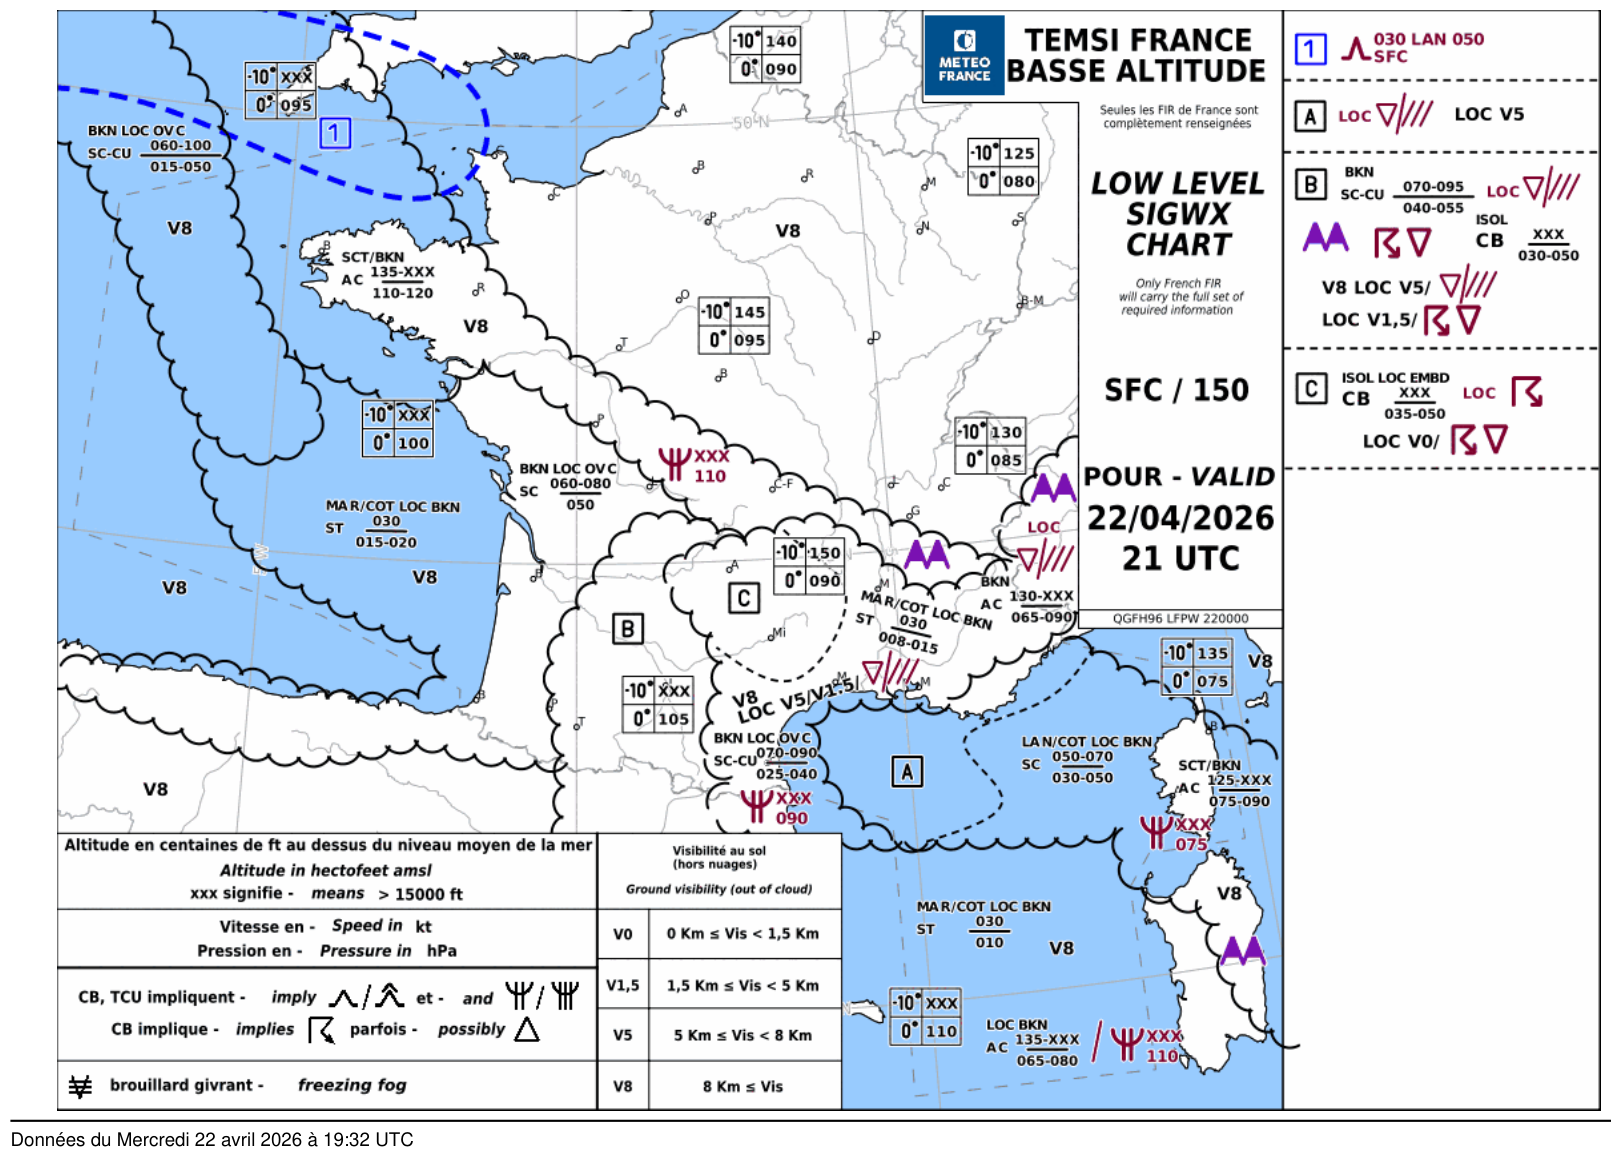 METEO
FRANCE
TEMSI FRANCE
BASSE ALTITUDE
Seules les FIR de France sont
complètement renseignées
LOW LEVEL
SIGWX
CHART
Only French FIR
will carry the full set of
required information
SFC / 150
POUR - VALID
22/04/2026
21 UTC
QGFH96 LFPW 220000
1
030 LAN 050
SFC
A
LOC
LOC V5
B
BKN
SC-CU
070-095
040-055
LOC
ISOL
CB
XXX
030-050
V8 LOC V5/
LOC V1,5/
C
ISOL LOC EMBD
CB
XXX
035-050
LOC
LOC V0/
-10° 140
0° 090
-10° XXX
0° 095
1
BKN LOC OVC
SC-CU
060-100
015-050
50 N
-10° 125
0° 080
V8
V8
SCT/BKN
AC
135-XXX
110-120
V8
-10° 145
0° 095
-10° XXX
0° 100
-10° 130
0° 085
XXX
110
BKN LOC OVC
SC
060-080
050
MAR/COT LOC BKN
ST
030
015-020
V8
V8
LOC
-10° 150
0° 090
C
B
BKN
AC
130-XXX
065-090
MAR/COT LOC BKN
ST
030
008-015
-10° 135
0° 075
V8
-10° XXX
0° 105
V8
LOC V5/V1.5/
BKN LOC OVC
SC-CU
070-090
025-040
A
LAN/COT LOC BKN
SC
050-070
030-050
SCT/BKN
AC
125-XXX
075-090
V8
XXX
090
XXX
075
V8
MAR/COT LOC BKN
ST
030
010
V8
-10° XXX
0° 110
LOC BKN
AC
135-XXX
065-080
XXX
110
A
B
R
M
C
C
P
N
S
B
R
O
B-M
T
D
B
P
L
C-F
L
C
G
A
M
B
Mi
M
M
N
B
P
T
B
Altitude en centaines de ft au dessus du niveau moyen de la mer
Altitude in hectofeet amsl
xxx signifie - means > 15000 ft
Vitesse en - Speed in kt
Pression en - Pressure in hPa
CB, TCU impliquent - imply / et - and /
CB implique - implies parfois - possibly
brouillard givrant - freezing fog
Visibilité au sol
(hors nuages)
Ground visibility (out of cloud)
V0 0 Km ≤ Vis < 1,5 Km
V1,5 1,5 Km ≤ Vis < 5 Km
V5 5 Km ≤ Vis < 8 Km
V8 8 Km ≤ Vis
Données du Mercredi 22 avril 2026 à 19:32 UTC